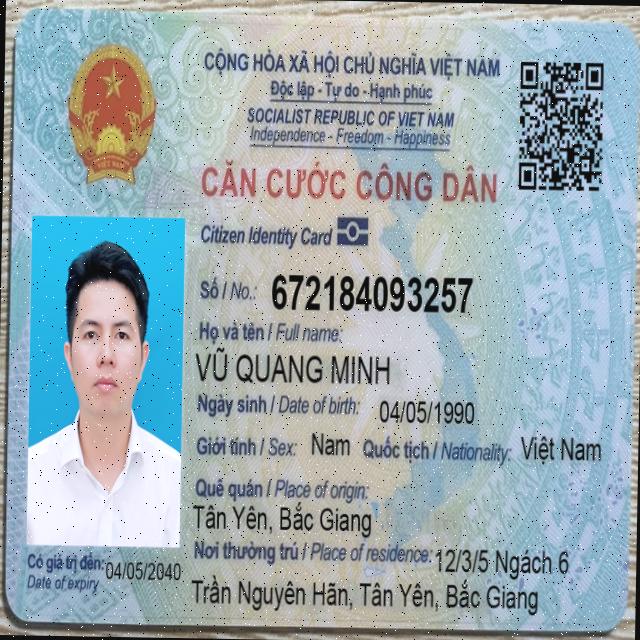 CỘNG HÒA XÃ HỘI CHỦ NGHĨA VIỆT NAM
Độc lập - Tự do - Hạnh phúc
SOCIALIST REPUBLIC OF VIET NAM
Independence - Freedom - Happiness
CĂN CƯỚC CÔNG DÂN
Citizen Identity Card
Số / No.: 672184093257
Họ và tên / Full name:
VŨ QUANG MINH
Ngày sinh / Date of birth: 04/05/1990
Giới tính / Sex: Nam Quốc tịch / Nationality: Việt Nam
Quê quán / Place of origin:
Tân Yên, Bắc Giang
Nơi thường trú / Place of residence: 12/3/5 Ngách 6
Trần Nguyên Hãn, Tân Yên, Bắc Giang
Có giá trị đến: 04/05/2040
Date of expiry
VIỆT NAM